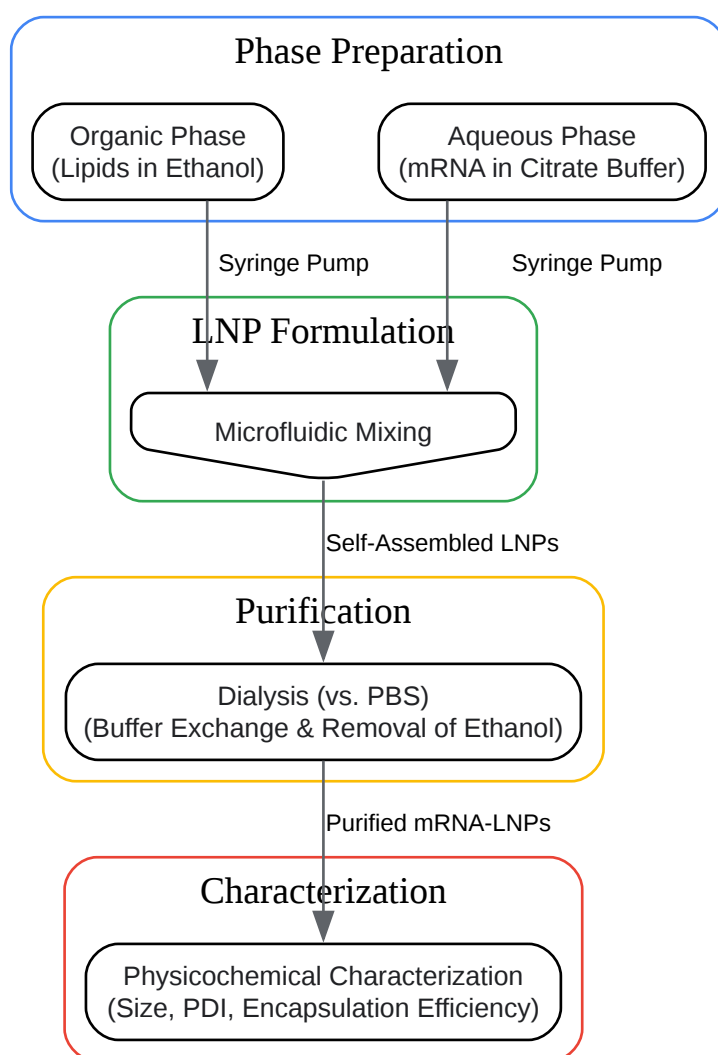 Phase Preparation
Organic Phase
(Lipids in Ethanol)
Aqueous Phase
(mRNA in Citrate Buffer)
Syringe Pump
Syringe Pump
LNP Formulation
Microfluidic Mixing
Self-Assembled LNPs
Purification
Dialysis (vs. PBS)
(Buffer Exchange & Removal of Ethanol)
Purified mRNA-LNPs
Characterization
Physicochemical Characterization
(Size, PDI, Encapsulation Efficiency)